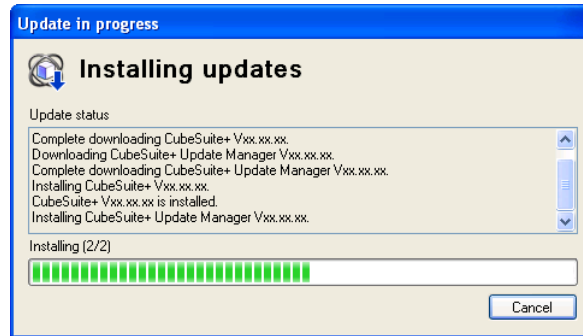 Update in progress
Installing updates
Update status
Complete downloading CubeSuite+ Vxx.xx.xx.
Downloading CubeSuite+ Update Manager Vxx.xx.xx.
Complete downloading CubeSuite+ Update Manager Vxx.xx.xx.
Installing CubeSuite+ Vxx.xx.xx.
CubeSuite+ Vxx.xx.xx is installed.
Installing CubeSuite+ Update Manager Vxx.xx.xx.
Installing (2/2)
Cancel